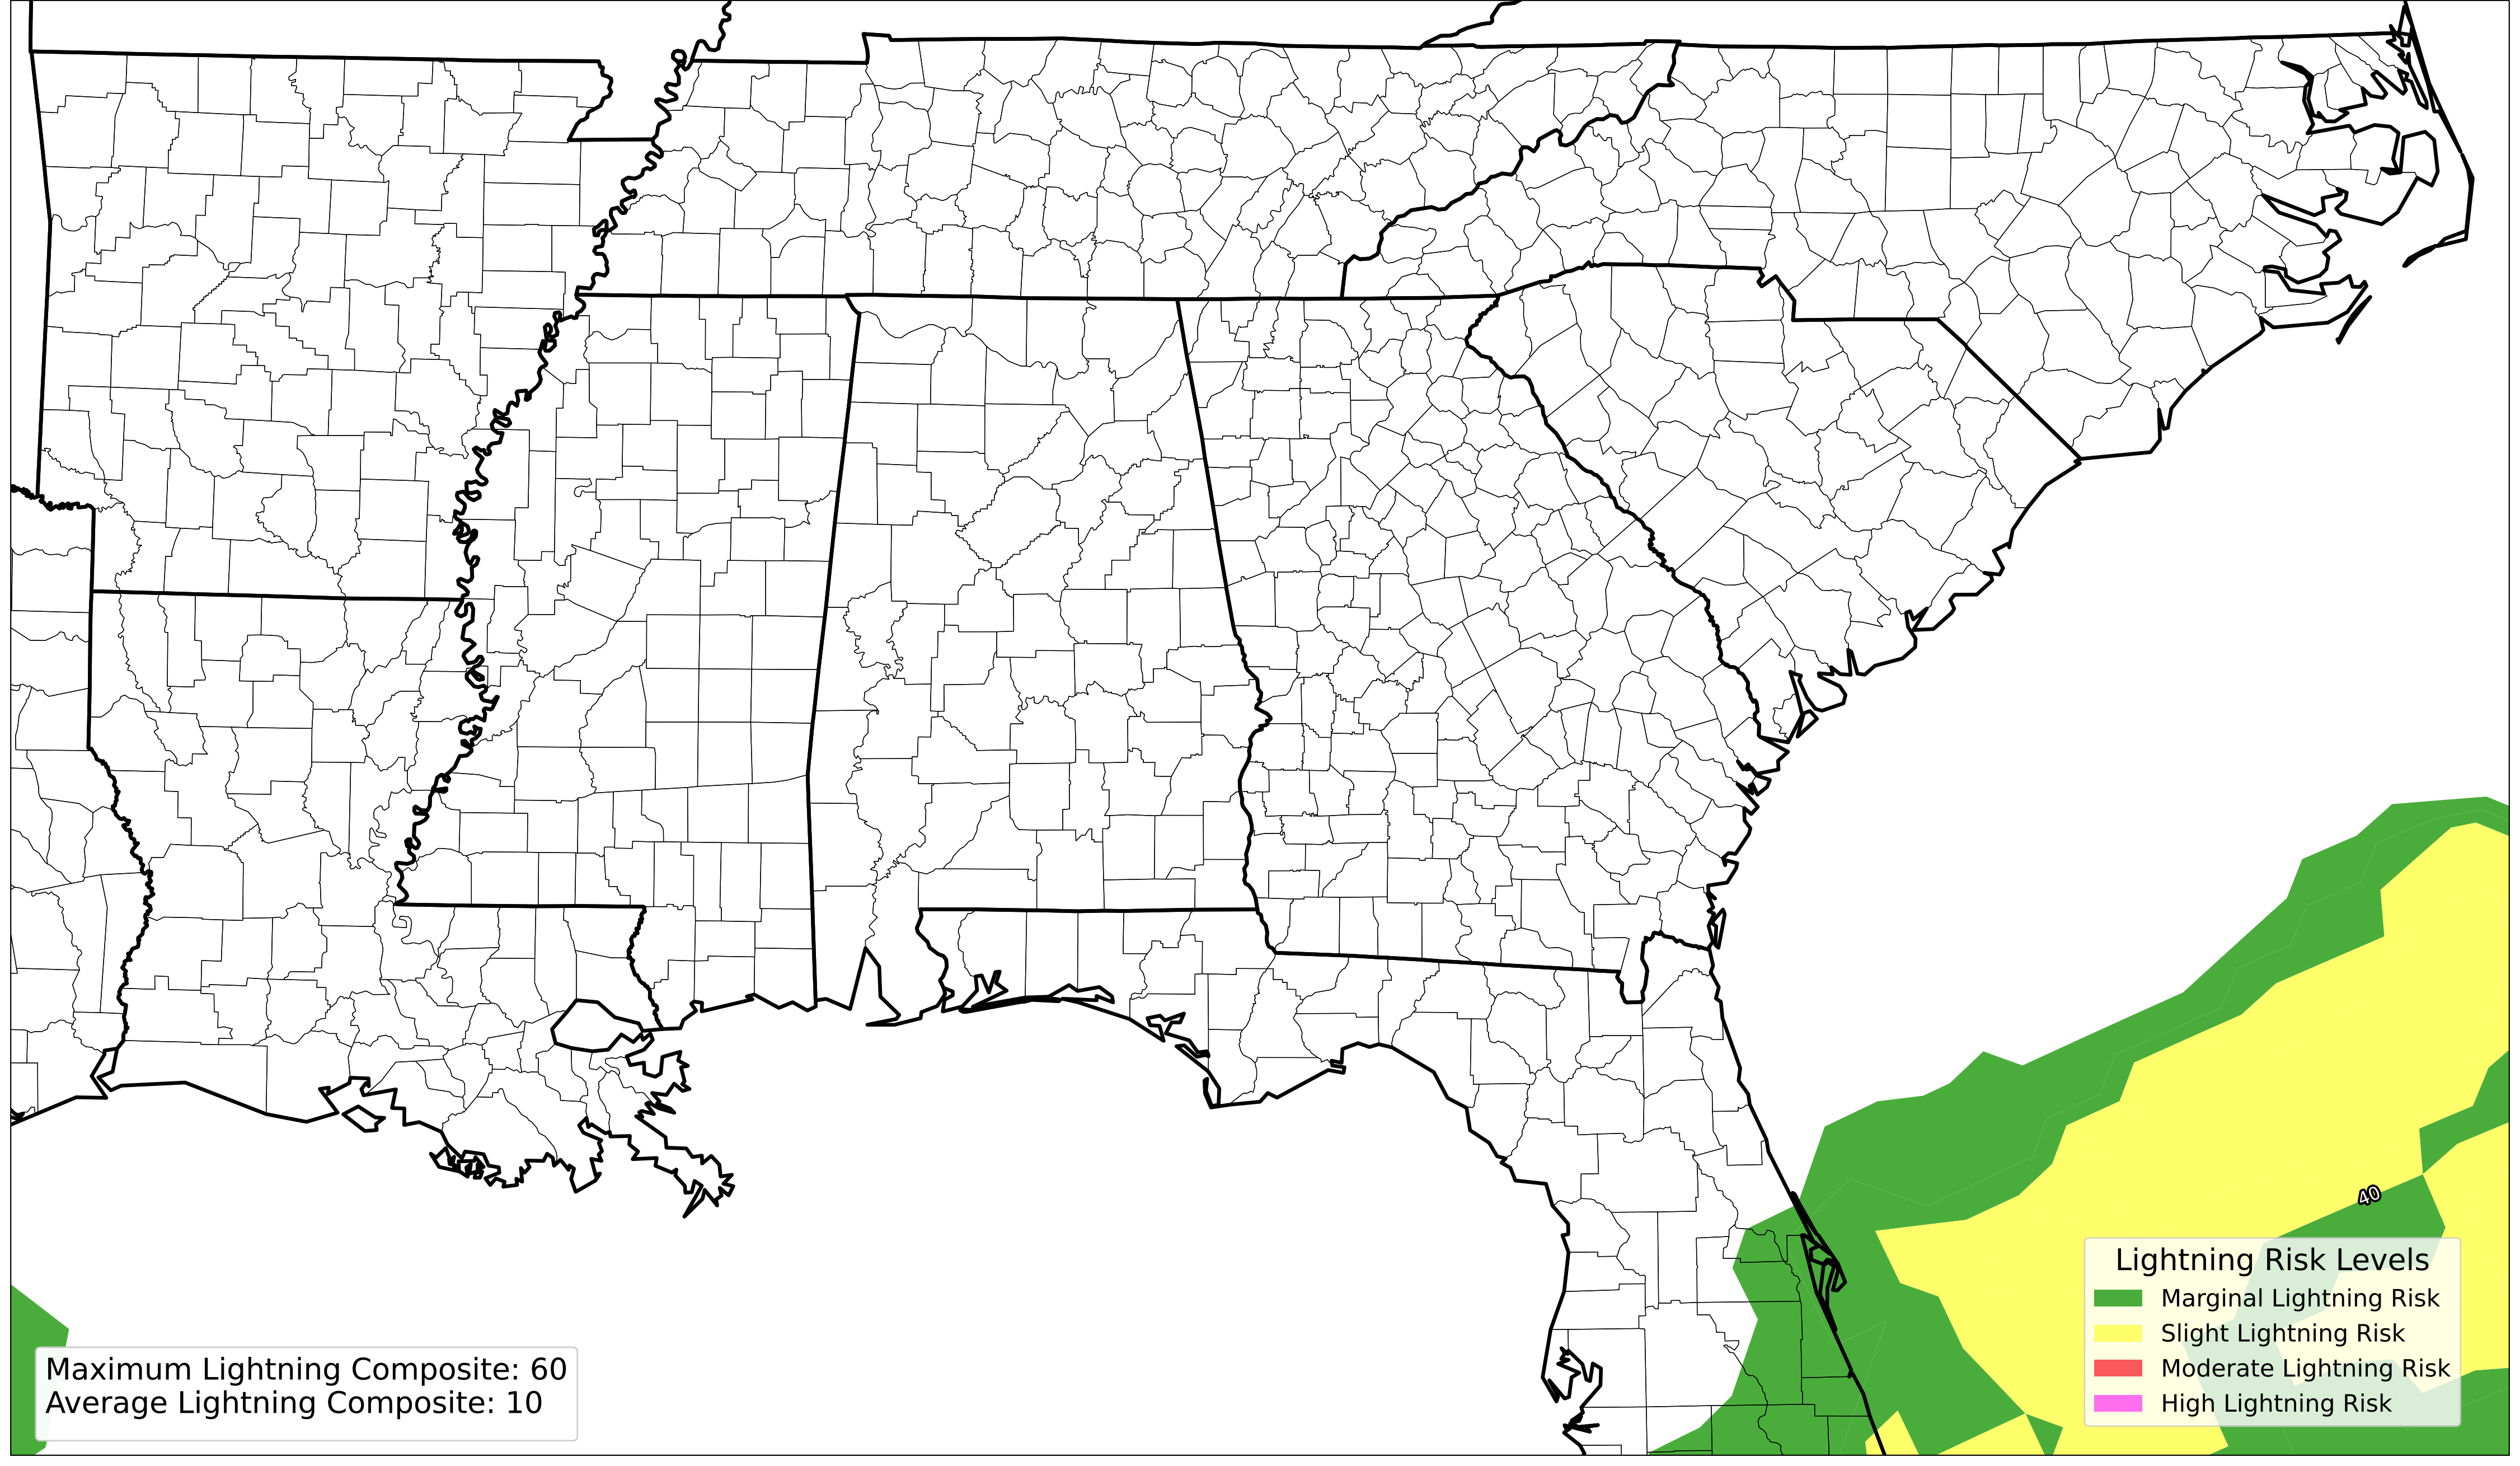 40
Lightning Risk Levels
Marginal Lightning Risk
Slight Lightning Risk
Moderate Lightning Risk
High Lightning Risk
Maximum Lightning Composite: 60
Average Lightning Composite: 10